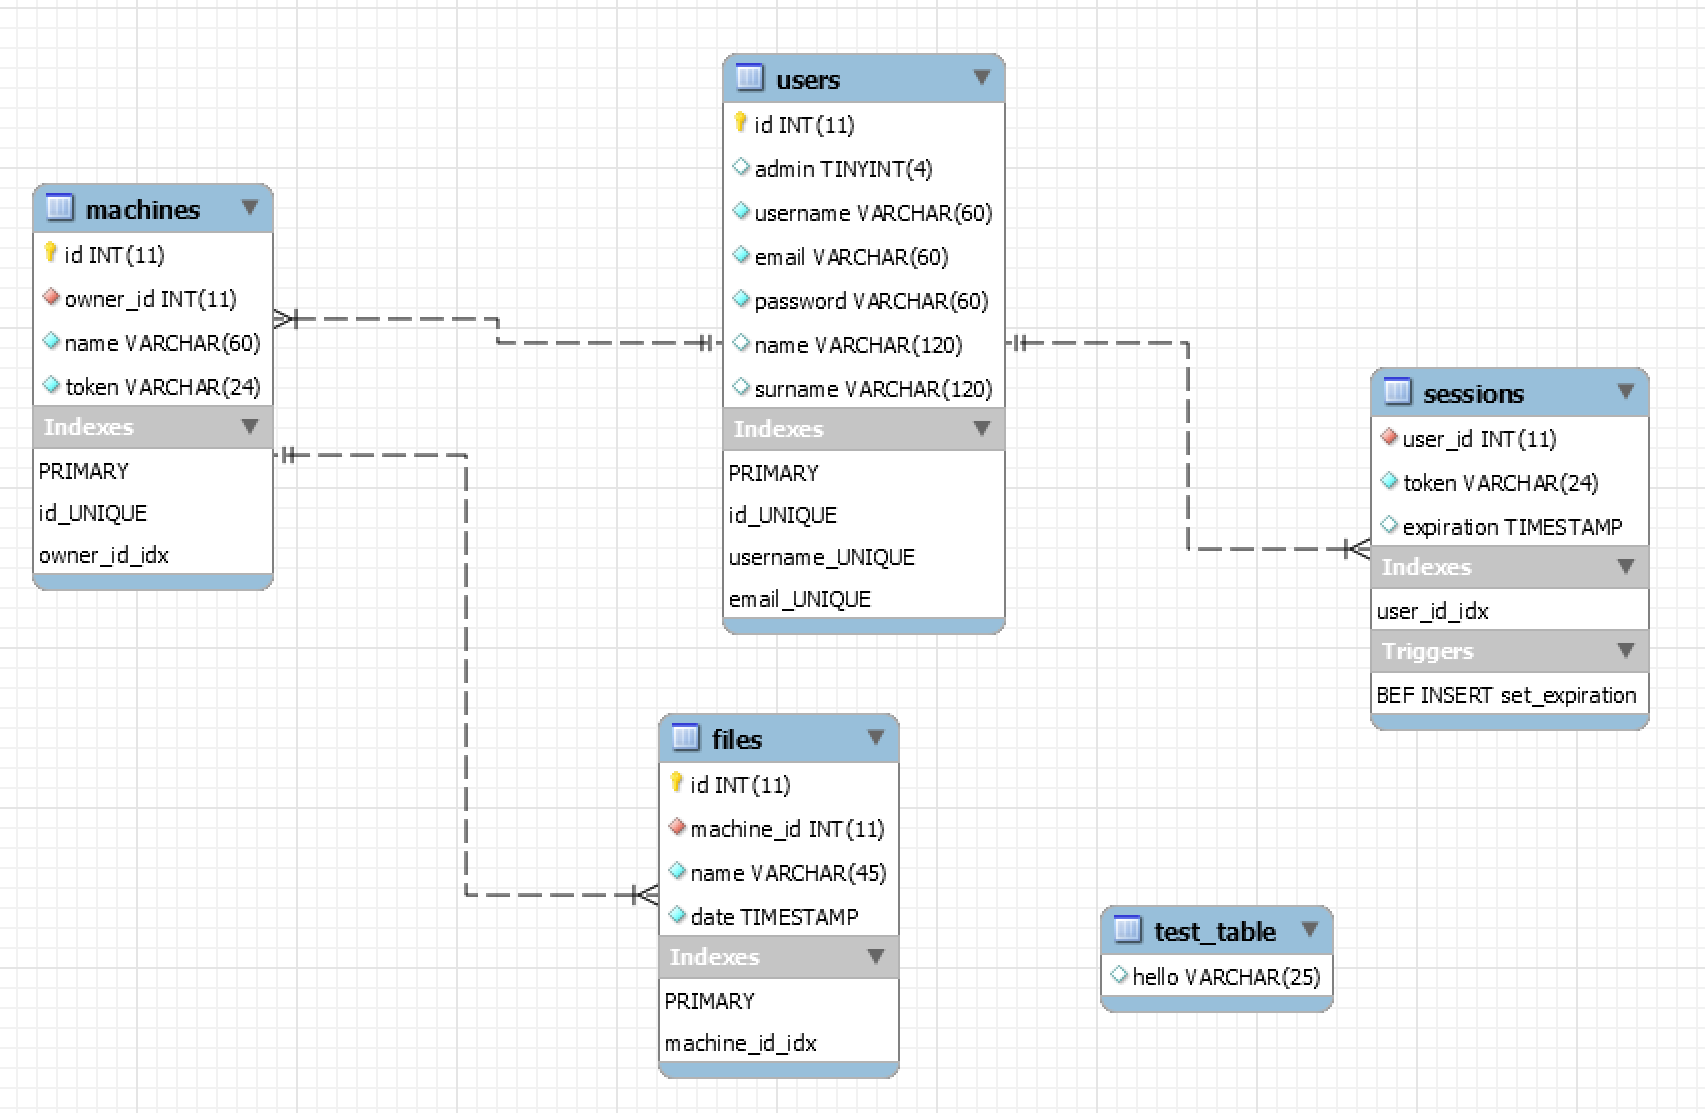 machines
id INT(11)
owner_id INT(11)
name VARCHAR(60)
token VARCHAR(24)
Indexes
PRIMARY
id_UNIQUE
owner_id_idx
users
id INT(11)
admin TINYINT(4)
username VARCHAR(60)
email VARCHAR(60)
password VARCHAR(60)
name VARCHAR(120)
surname VARCHAR(120)
Indexes
PRIMARY
id_UNIQUE
username_UNIQUE
email_UNIQUE
sessions
user_id INT(11)
token VARCHAR(24)
expiration TIMESTAMP
Indexes
user_id_idx
Triggers
BEF INSERT set_expiration
files
id INT(11)
machine_id INT(11)
name VARCHAR(45)
date TIMESTAMP
Indexes
PRIMARY
machine_id_idx
test_table
hello VARCHAR(25)